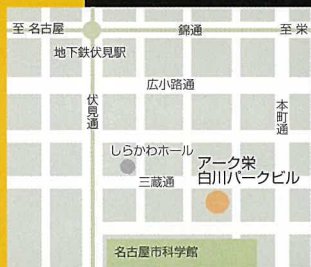 至 名古屋
錦通
至 栄
地下鉄伏見駅
広小路通
伏見通
本町通
しらかわホール
アーク栄
白川パークビル
三蔵通
名古屋市科学館